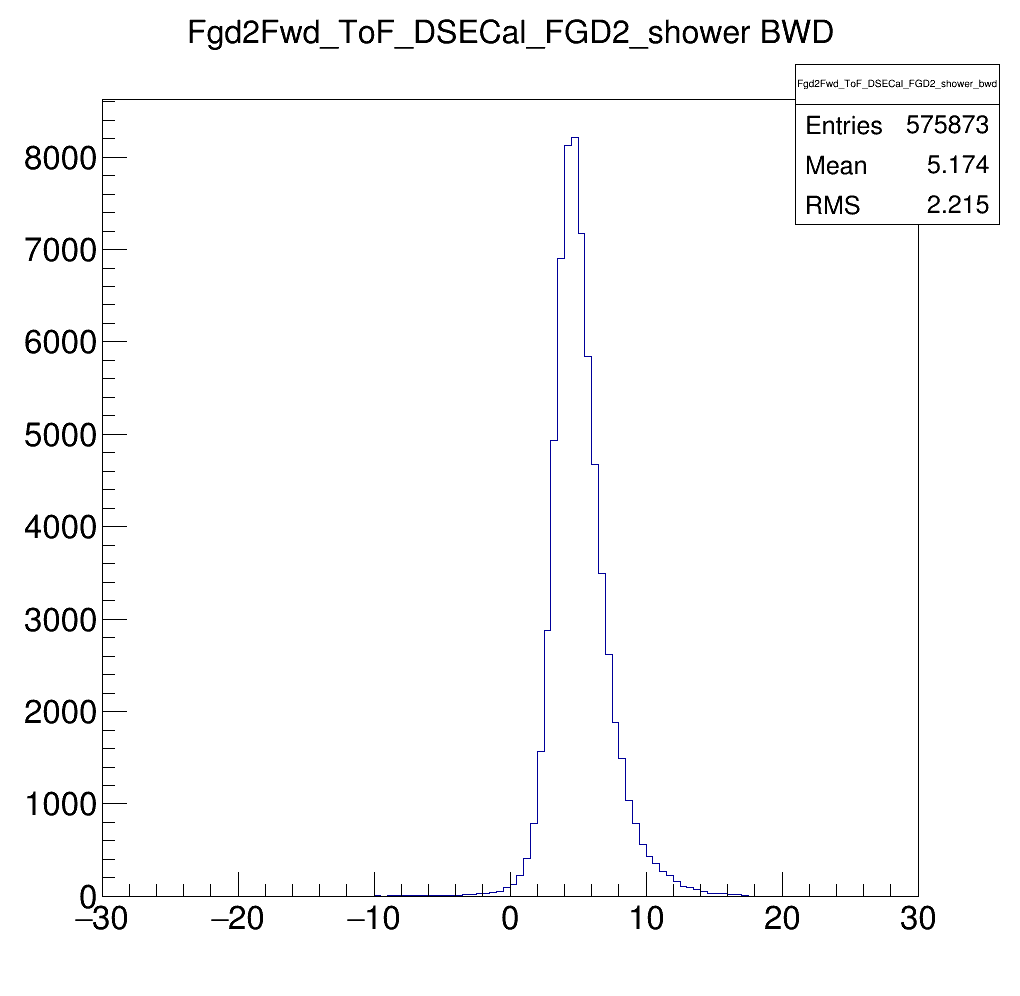 Fgd2Fwd_ToF_DSECal_FGD2_shower BWD
Fgd2Fwd_ToF_DSECal_FGD2_shower_bwd
Entries 575873
Mean 5.174
RMS 2.215
8000
7000
6000
5000
4000
3000
2000
1000
0
−30 −20 −10 0 10 20 30